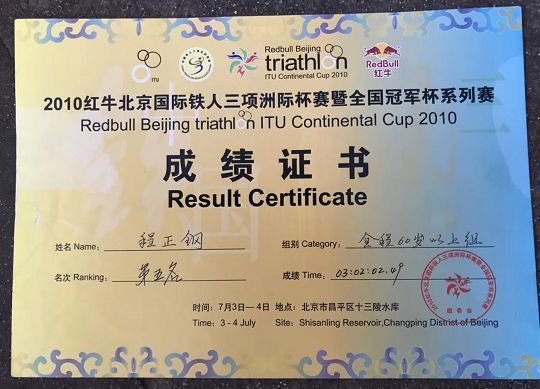 ITU
Redbull Beijing
triathlon
ITU Continental Cup 2010
RedBull
红牛
2010红牛北京国际铁人三项洲际杯赛暨全国冠军杯系列赛
Redbull Beijing triathlon ITU Continental Cup 2010
成绩证书
Result Certificate
姓名 Name: 程正钢 组别 Category: 全程60岁以上组
名次 Ranking: 第五名 成绩 Time: 03:02:02.49
时间：7月3日—4日 地点：北京市昌平区十三陵水库
Time: 3 - 4 July Site: Shisanling Reservoir,Changping District of Beijing
组委会